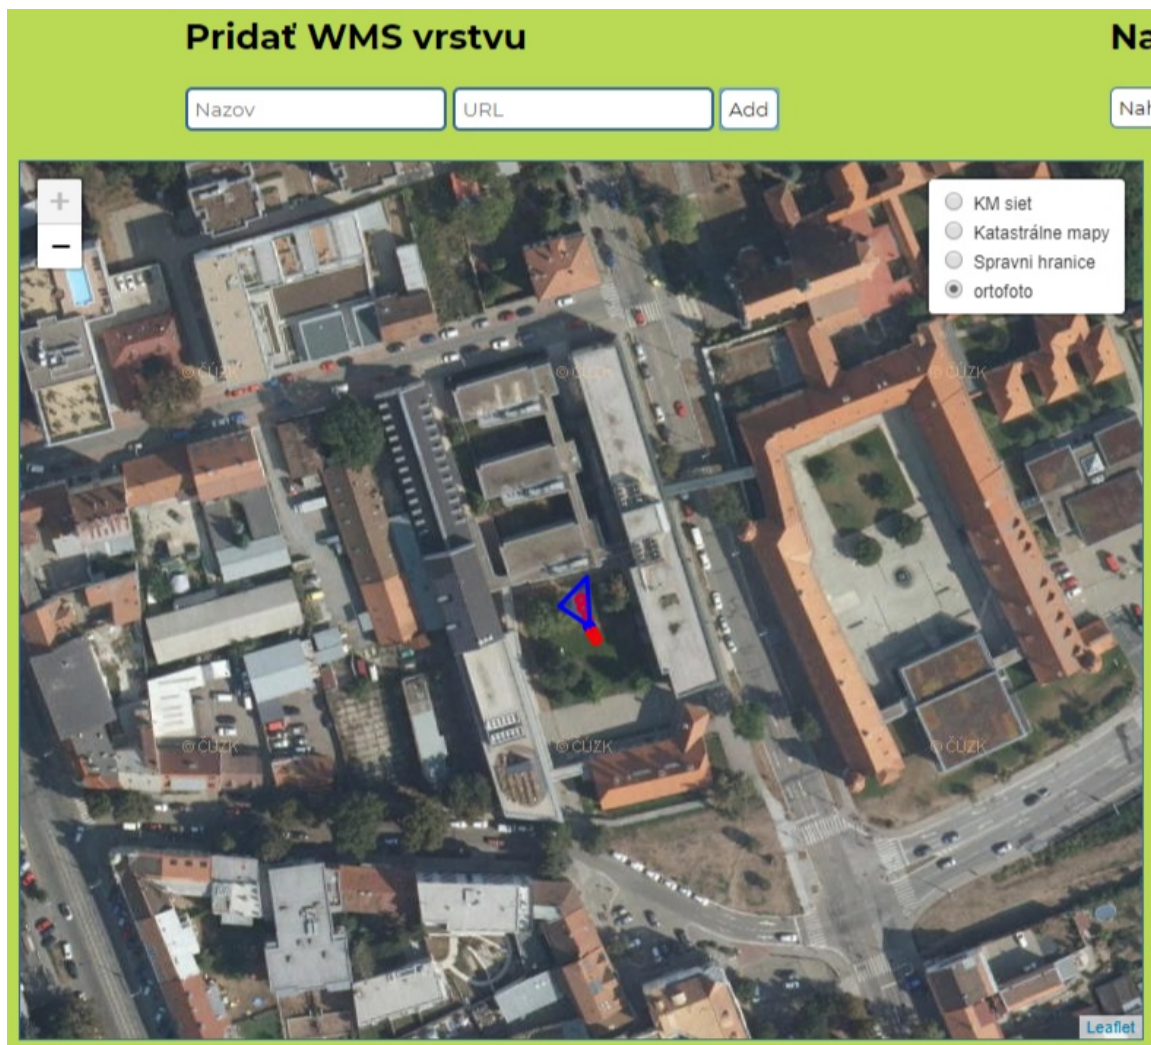 Pridať WMS vrstvu
Na
Nazov
URL
Add
Nah
+
−
KM siet
Katastrálne mapy
Spravni hranice
ortofoto
© ČÚZK
© ČÚZK
© ČÚZK
© ČÚZK
© ČÚZK
© ČÚZK
Leaflet